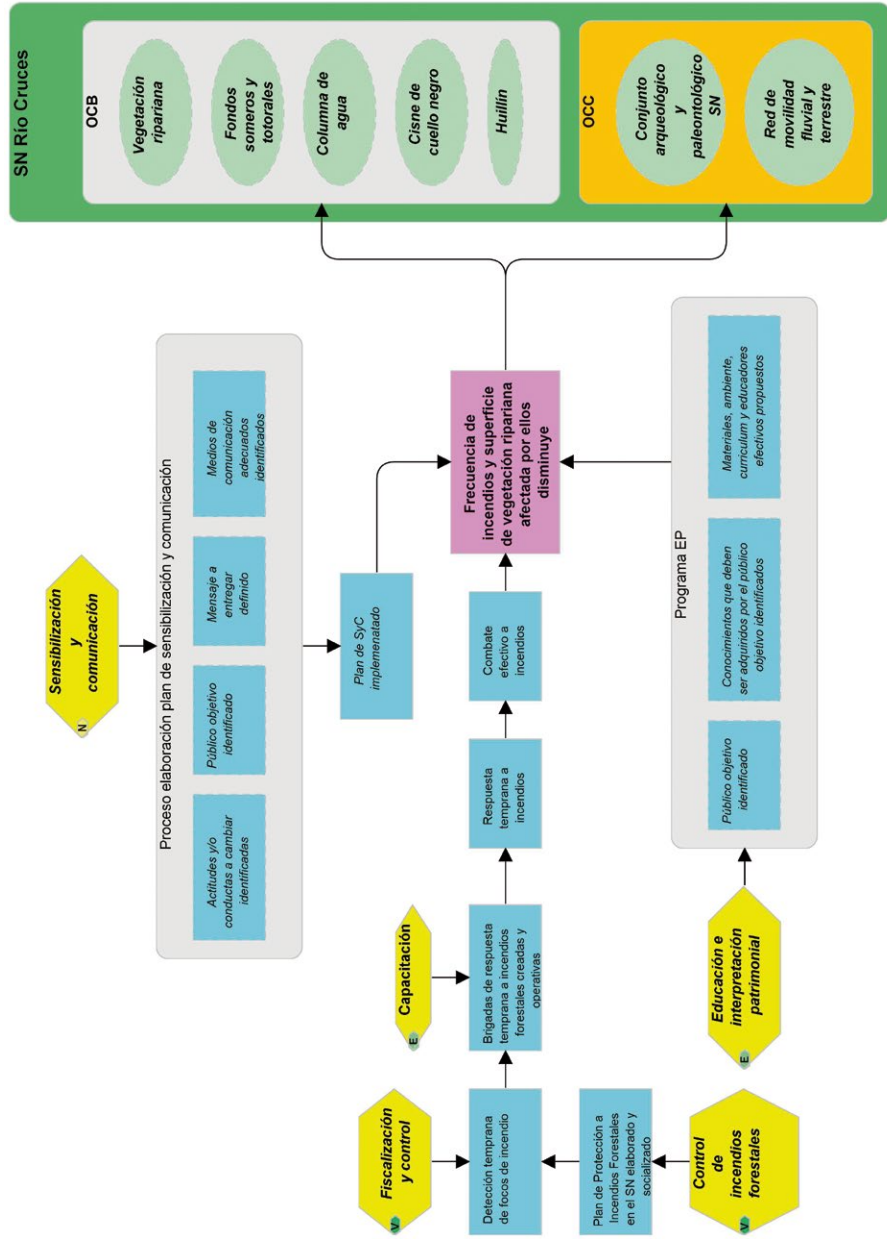 SN Río Cruces
OCB
Vegetación
ripariana
Fondos
someros y
totorales
Columna de
agua
Cisne de
cuello negro
Huillin
OCC
Conjunto
arqueológico
y
paleontológico
SN
Red de
movilidad
fluvial y
terrestre
Sensibilización
y
comunicación
N
Proceso elaboración plan de sensibilización y comunicación
Actitudes y/o
conductas a cambiar
identificadas
Público objetivo
identificado
Mensaje a
entregar
definido
Medios de
comunicación
adecuados
identificados
Plan de SyC
implemenatado
Frecuencia de
incendios y superficie
de vegetación ripariana
afectada por ellos
disminuye
Fiscalización
y control
V
Capacitación
E
Detección temprana
de focos de incendio
Brigadas de respuesta
temprana a incendios
forestales creadas y
operativas
Respuesta
temprana a
incendios
Combate
efectivo a
incendios
Plan de Protección a
Incendios Forestales
en el SN elaborado y
socializado
Control
de
incendios
forestales
V
Educación e
interpretación
patrimonial
E
Programa EP
Público objetivo
identificado
Conocimientos que deben
ser adquiridos por el público
objetivo identificados
Materiales, ambiente,
curriculum y educadores
efectivos propuestos